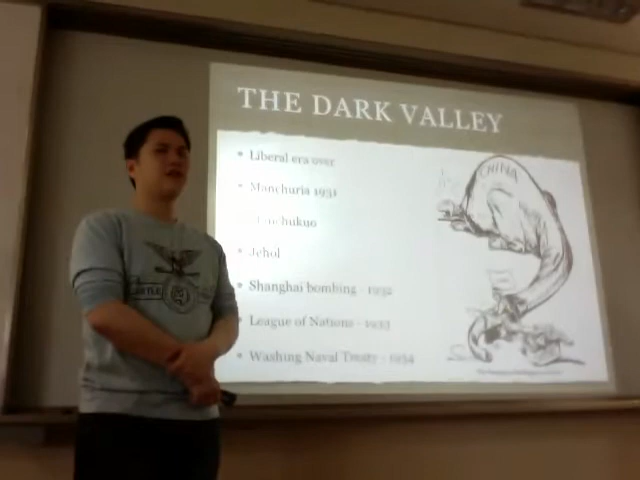 THE DARK VALLEY
Liberal era over
Manchuria 1931
CHINA
Jehol
Shanghai bombing - 1932
League of Nations - 1933
Washing Naval Treaty - 1934